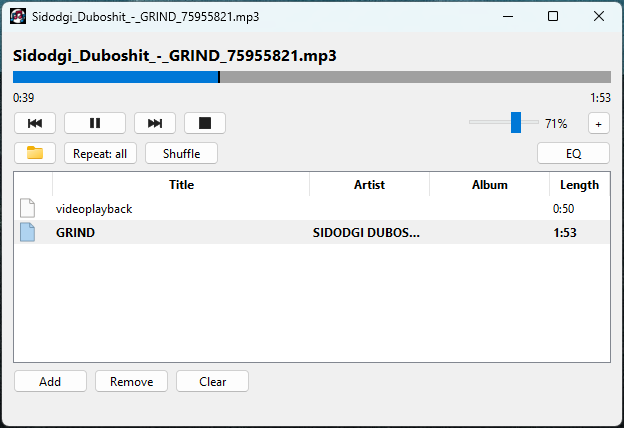 Sidodgi_Duboshit_-_GRIND_75955821.mp3
Sidodgi_Duboshit_-_GRIND_75955821.mp3
0:39 1:53
71% +
Repeat: all Shuffle EQ
Title Artist Album Length
videoplayback 0:50
GRIND SIDODGI DUBOS... 1:53
Add Remove Clear